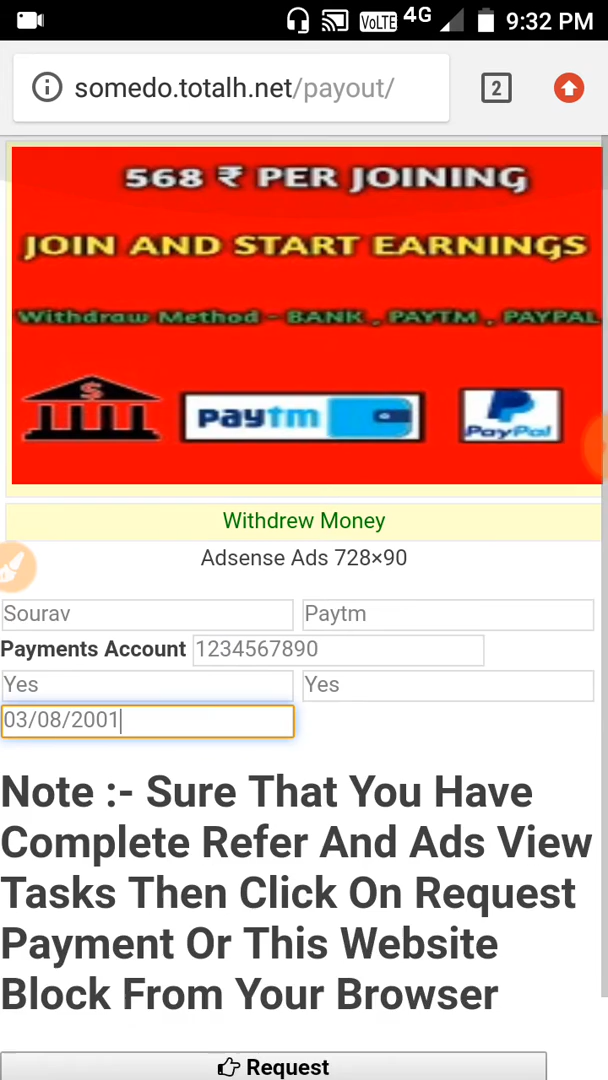 VoLTE 4G 9:32 PM
somedo.totalh.net/payout/ 2
568 ₹ PER JOINING
JOIN AND START EARNINGS
Withdraw Method - BANK , PAYTM , PAYPAL
$ paytm PayPal
Withdrew Money
Adsense Ads 728×90
Sourav Paytm
Payments Account 1234567890
Yes Yes
03/08/2001
Note :- Sure That You Have
Complete Refer And Ads View
Tasks Then Click On Request
Payment Or This Website
Block From Your Browser
Request